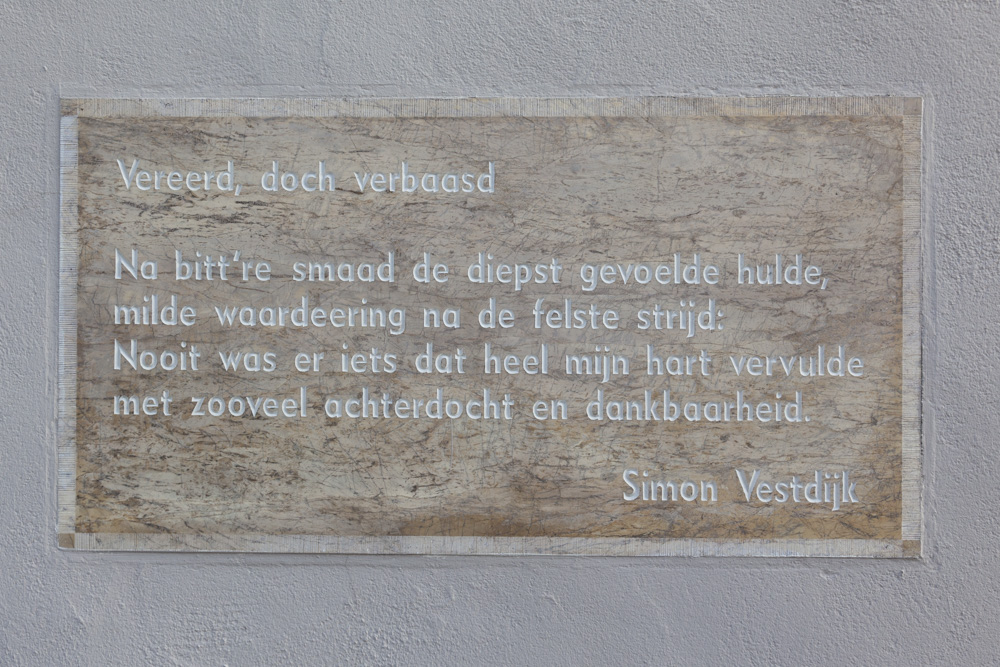 Vereerd, doch verbaasd
Na bitt're smaad de diepst gevoelde hulde,
milde waardeering na de felste strijd:
Nooit was er iets dat heel mijn hart vervulde
met zooveel achterdocht en dankbaarheid.
Simon Vestdijk